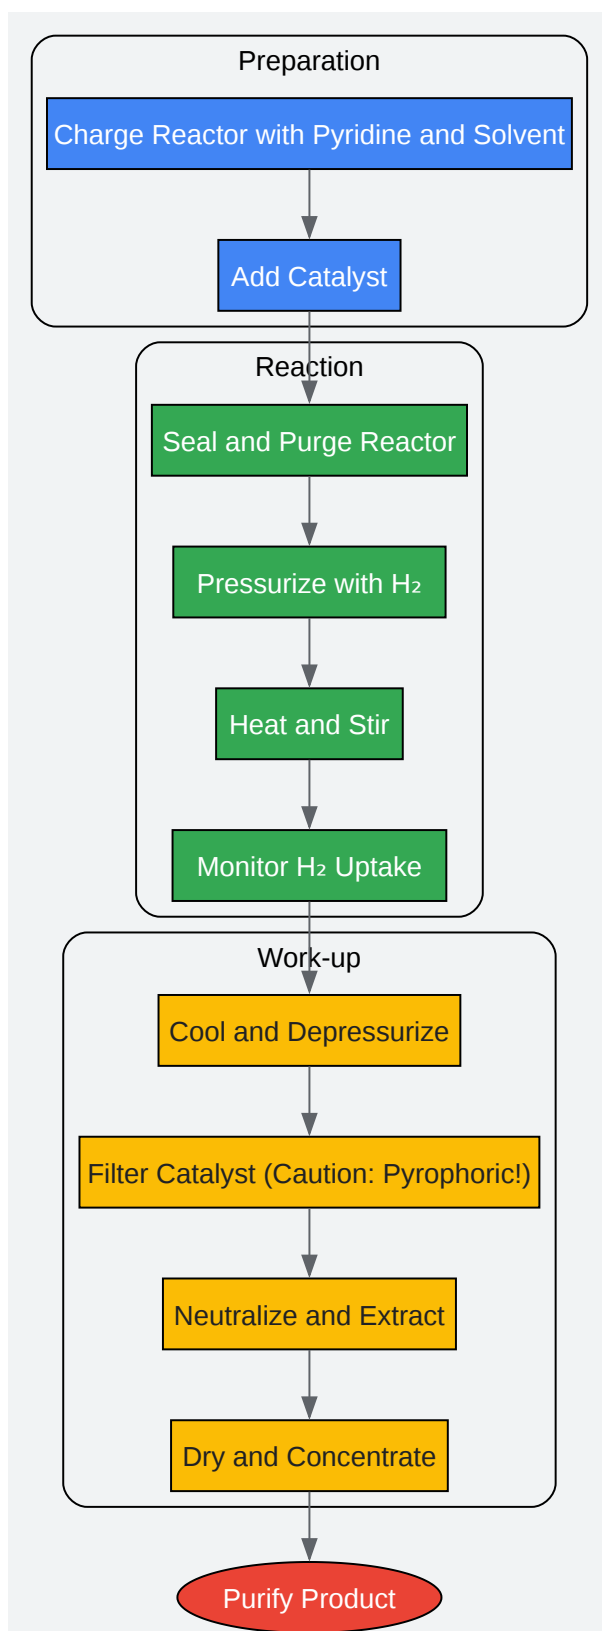 Preparation
Charge Reactor with Pyridine and Solvent
Add Catalyst
Reaction
Seal and Purge Reactor
Pressurize with H₂
Heat and Stir
Monitor H₂ Uptake
Work-up
Cool and Depressurize
Filter Catalyst (Caution: Pyrophoric!)
Neutralize and Extract
Dry and Concentrate
Purify Product